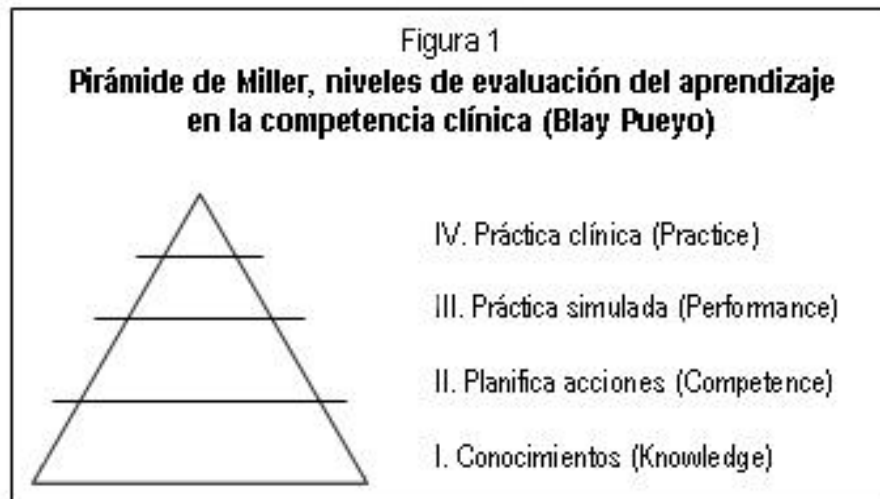 Figura 1
Pirámide de Miller, niveles de evaluación del aprendizaje
en la competencia clínica (Blay Pueyo)
IV. Práctica clínica (Practice)
III. Práctica simulada (Performance)
II. Planifica acciones (Competence)
I. Conocimientos (Knowledge)